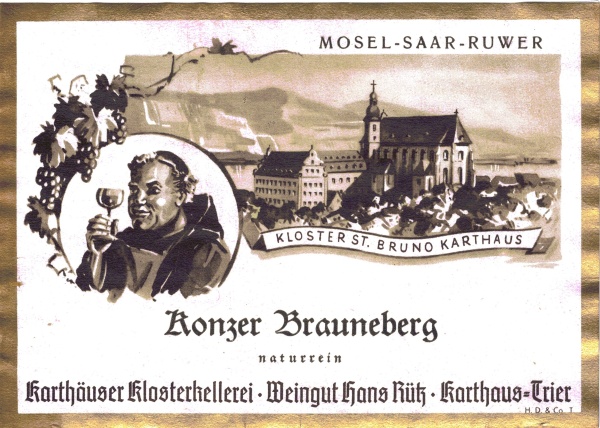 MOSEL-SAAR-RUWER
KLOSTER ST. BRUNO KARTHAUS
Konzer Brauneberg
naturrein
Karthäuser Klosterkellerei · Weingut Hans Rütz · Karthaus=Trier
H. D. & Co. T